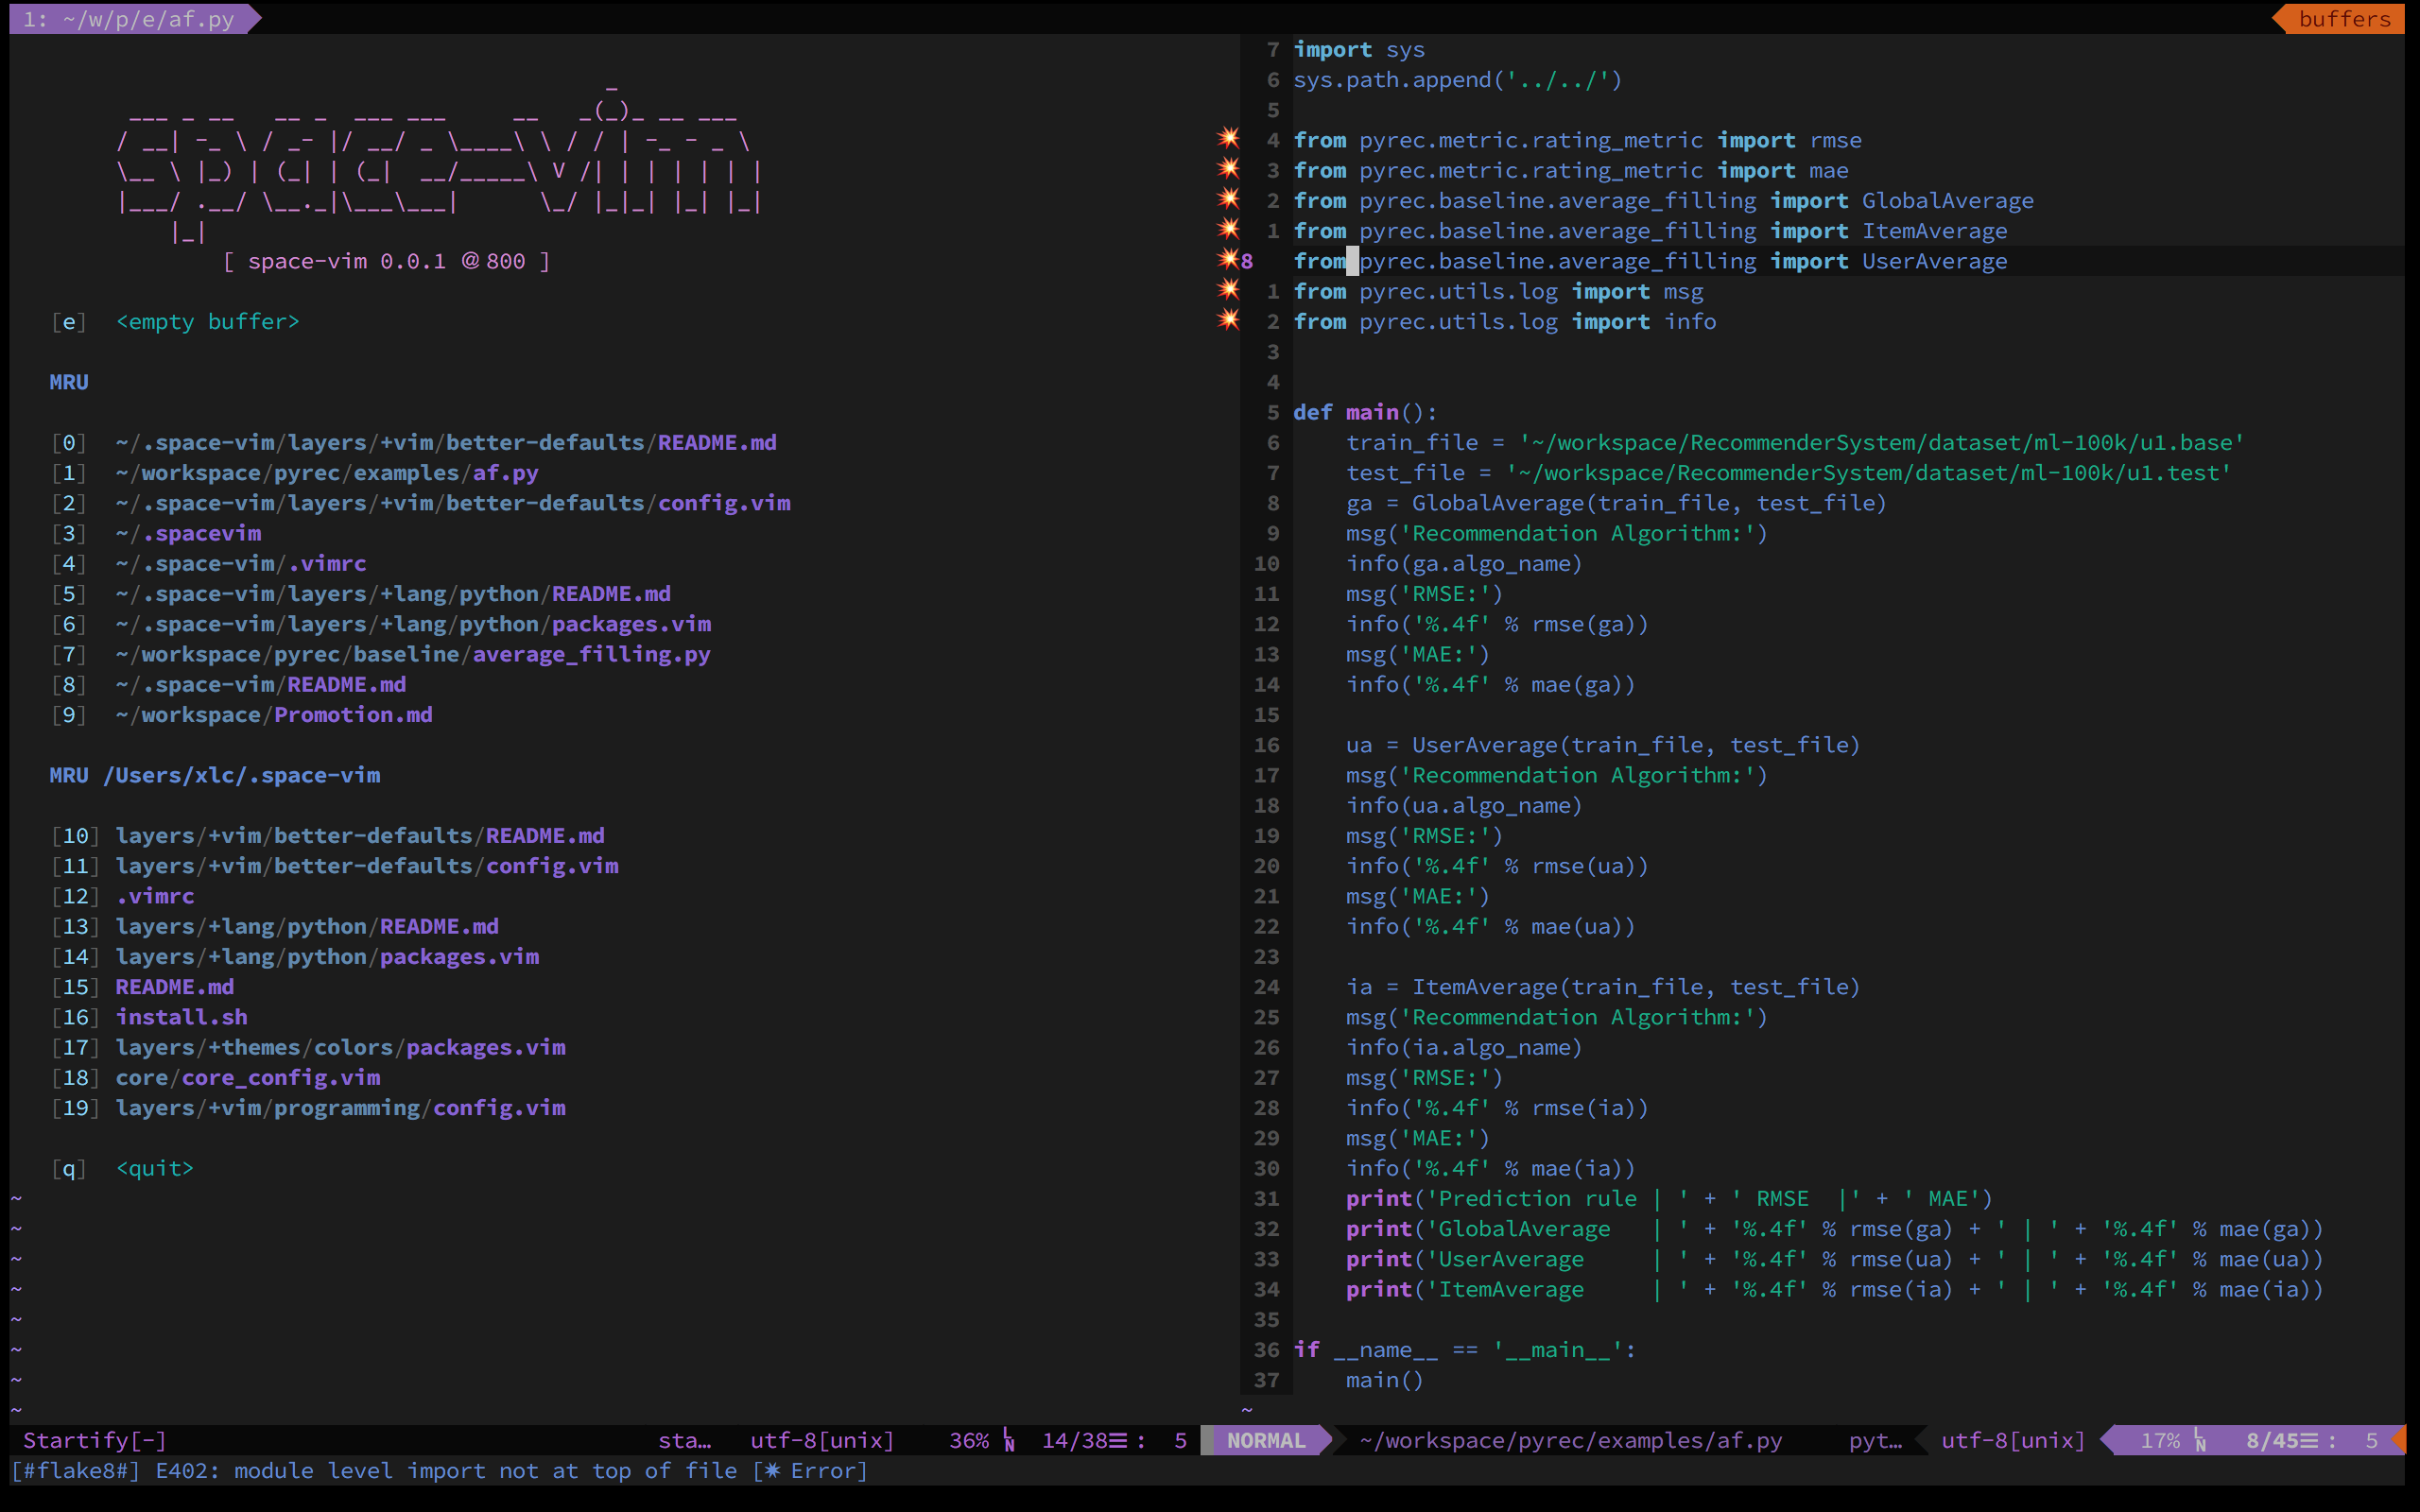 1: ~/w/p/e/af.py
buffers
[ space-vim 0.0.1 @800 ]
[e]  <empty buffer>
MRU
[0]  ~/.space-vim/layers/+vim/better-defaults/README.md
[1]  ~/workspace/pyrec/examples/af.py
[2]  ~/.space-vim/layers/+vim/better-defaults/config.vim
[3]  ~/.spacevim
[4]  ~/.space-vim/.vimrc
[5]  ~/.space-vim/layers/+lang/python/README.md
[6]  ~/.space-vim/layers/+lang/python/packages.vim
[7]  ~/workspace/pyrec/baseline/average_filling.py
[8]  ~/.space-vim/README.md
[9]  ~/workspace/Promotion.md
MRU /Users/xlc/.space-vim
[10] layers/+vim/better-defaults/README.md
[11] layers/+vim/better-defaults/config.vim
[12] .vimrc
[13] layers/+lang/python/README.md
[14] layers/+lang/python/packages.vim
[15] README.md
[16] install.sh
[17] layers/+themes/colors/packages.vim
[18] core/core_config.vim
[19] layers/+vim/programming/config.vim
[q]  <quit>
7 import sys
6 sys.path.append('../../')
5
4 from pyrec.metric.rating_metric import rmse
3 from pyrec.metric.rating_metric import mae
2 from pyrec.baseline.average_filling import GlobalAverage
1 from pyrec.baseline.average_filling import ItemAverage
8 from pyrec.baseline.average_filling import UserAverage
1 from pyrec.utils.log import msg
2 from pyrec.utils.log import info
3
4
5 def main():
6     train_file = '~/workspace/RecommenderSystem/dataset/ml-100k/u1.base'
7     test_file = '~/workspace/RecommenderSystem/dataset/ml-100k/u1.test'
8     ga = GlobalAverage(train_file, test_file)
9     msg('Recommendation Algorithm:')
10     info(ga.algo_name)
11     msg('RMSE:')
12     info('%.4f' % rmse(ga))
13     msg('MAE:')
14     info('%.4f' % mae(ga))
15
16     ua = UserAverage(train_file, test_file)
17     msg('Recommendation Algorithm:')
18     info(ua.algo_name)
19     msg('RMSE:')
20     info('%.4f' % rmse(ua))
21     msg('MAE:')
22     info('%.4f' % mae(ua))
23
24     ia = ItemAverage(train_file, test_file)
25     msg('Recommendation Algorithm:')
26     info(ia.algo_name)
27     msg('RMSE:')
28     info('%.4f' % rmse(ia))
29     msg('MAE:')
30     info('%.4f' % mae(ia))
31     print('Prediction rule | ' + ' RMSE  |' + ' MAE')
32     print('GlobalAverage   | ' + '%.4f' % rmse(ga) + ' | ' + '%.4f' % mae(ga))
33     print('UserAverage     | ' + '%.4f' % rmse(ua) + ' | ' + '%.4f' % mae(ua))
34     print('ItemAverage     | ' + '%.4f' % rmse(ia) + ' | ' + '%.4f' % mae(ia))
35
36 if __name__ == '__main__':
37     main()
Startify[-]  sta…  utf-8[unix]  36% ␤ 14/38☰ :  5
NORMAL  ~/workspace/pyrec/examples/af.py  pyt…  utf-8[unix]  17% ␤ 8/45☰ :  5
[#flake8#] E402: module level import not at top of file [✷ Error]